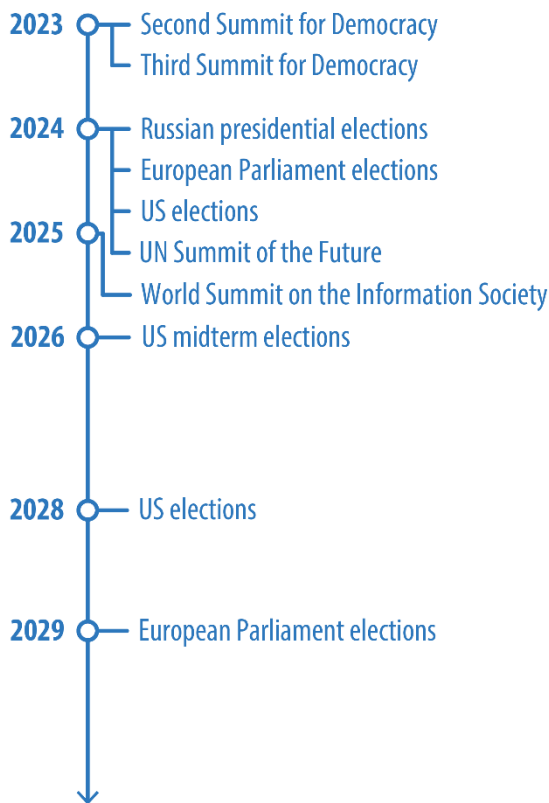 2023 Second Summit for Democracy
Third Summit for Democracy
2024 Russian presidential elections
European Parliament elections
US elections
2025
UN Summit of the Future
World Summit on the Information Society
2026 US midterm elections
2028 US elections
2029 European Parliament elections